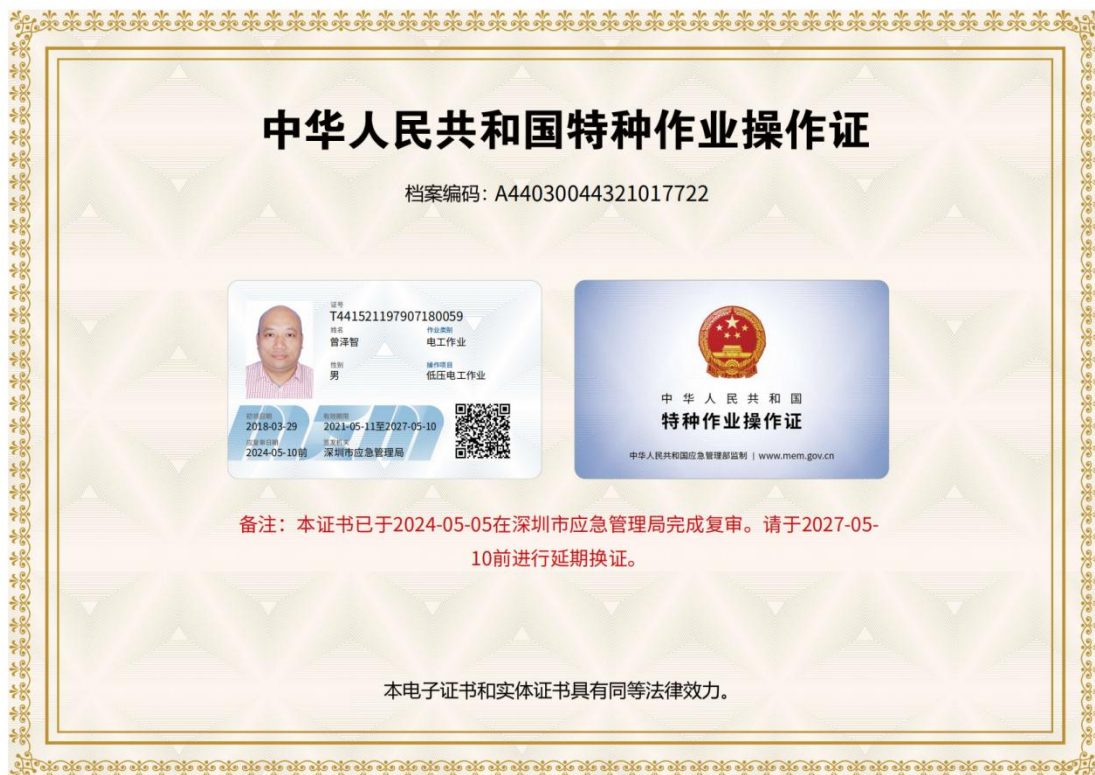 中华人民共和国特种作业操作证
档案编码：A44030044321017722
证号
T441521197907180059
姓名
作业类别
曾泽智
电工作业
性别
操作项目
男
低压电工作业
初领日期
有效期限
2018-03-29
2021-05-11至2027-05-10
应复审日期
签发机关
2024-05-10前
深圳市应急管理局
中华人民共和国
特种作业操作证
中华人民共和国应急管理部监制 | www.mem.gov.cn
备注：本证书已于2024-05-05在深圳市应急管理局完成复审。请于2027-05-
10前进行延期换证。
本电子证书和实体证书具有同等法律效力。